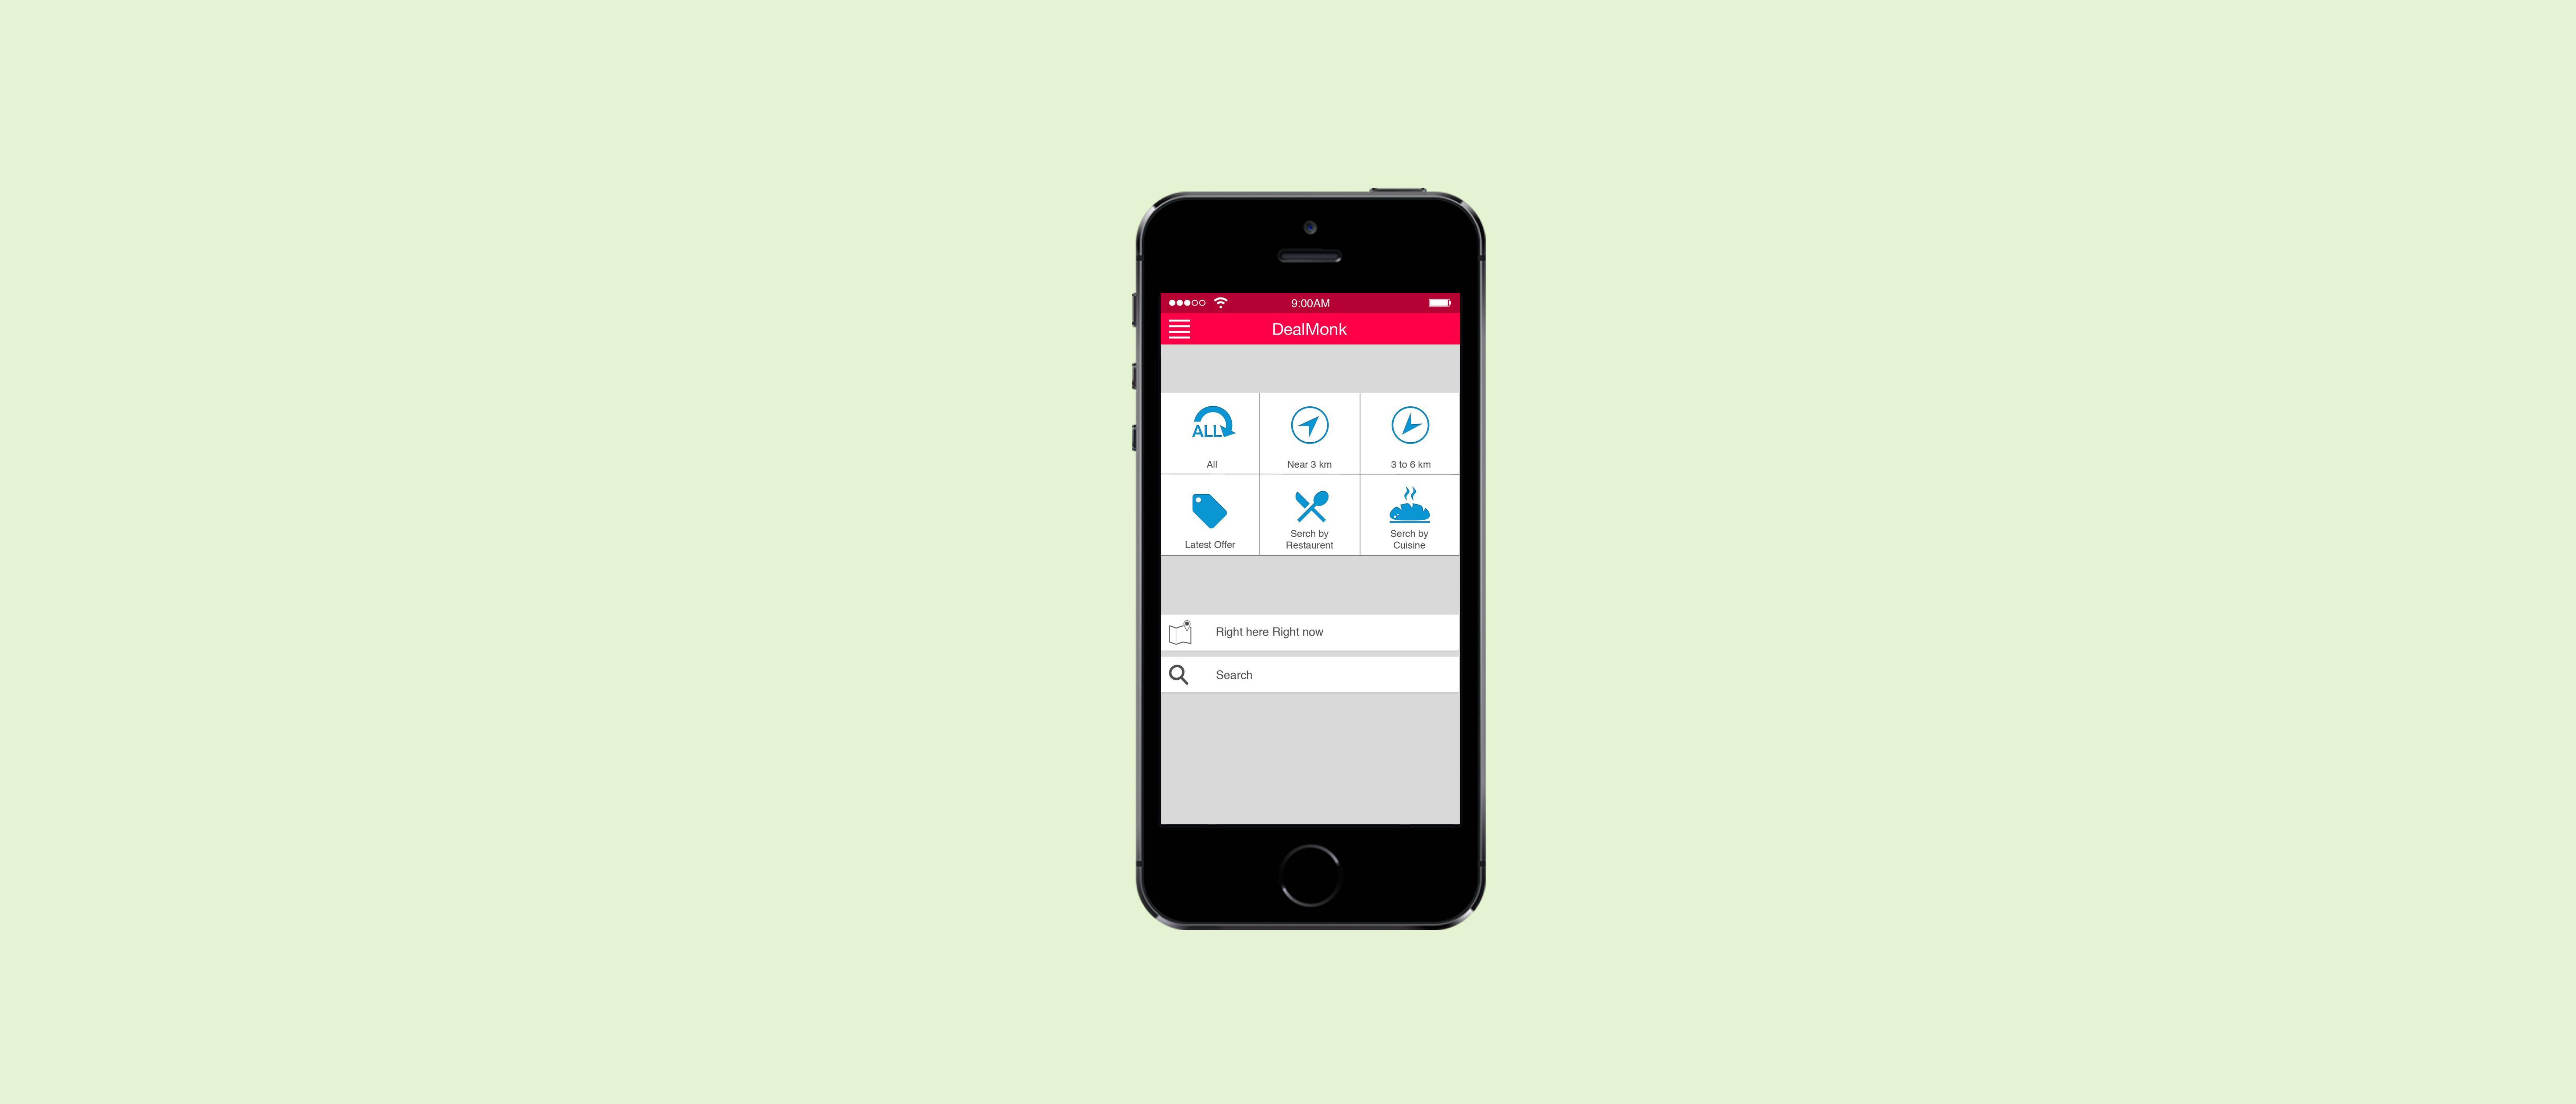 9:00AM
DealMonk
ALL
All
Near 3 km
3 to 6 km
Latest Offer
Serch by
Restaurent
Serch by
Cuisine
Right here Right now
Search